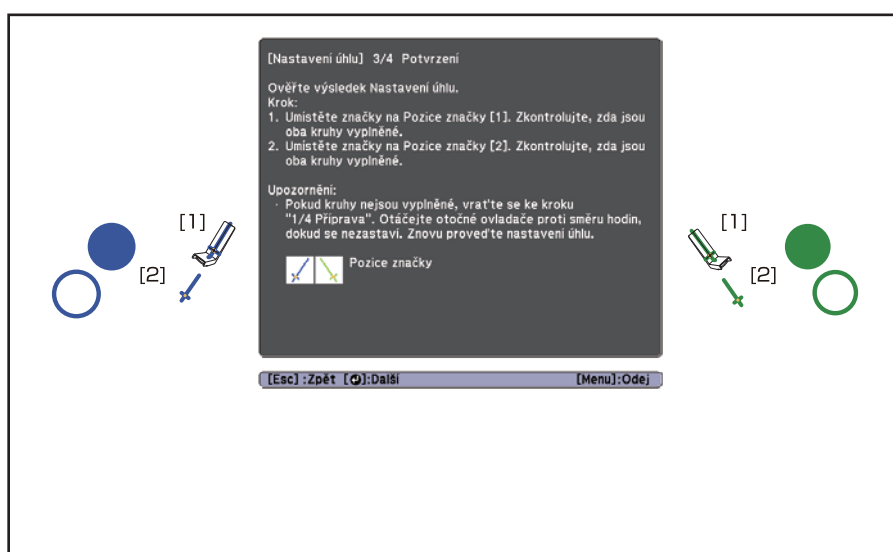 [Nastavení úhlu] 3/4 Potvrzení
Ověřte výsledek Nastavení úhlu.
Krok:
1. Umístěte značky na Pozice značky [1]. Zkontrolujte, zda jsou
oba kruhy vyplněné.
2. Umístěte značky na Pozice značky [2]. Zkontrolujte, zda jsou
oba kruhy vyplněné.
Upozornění:
· Pokud kruhy nejsou vyplněné, vraťte se ke kroku
"1/4 Příprava". Otáčejte otočné ovladače proti směru hodin,
dokud se nezastaví. Znovu proveďte nastavení úhlu.
Pozice značky
[1]
[2]
[1]
[2]
[Esc] :Zpět [⏎]:Další [Menu]:Odej